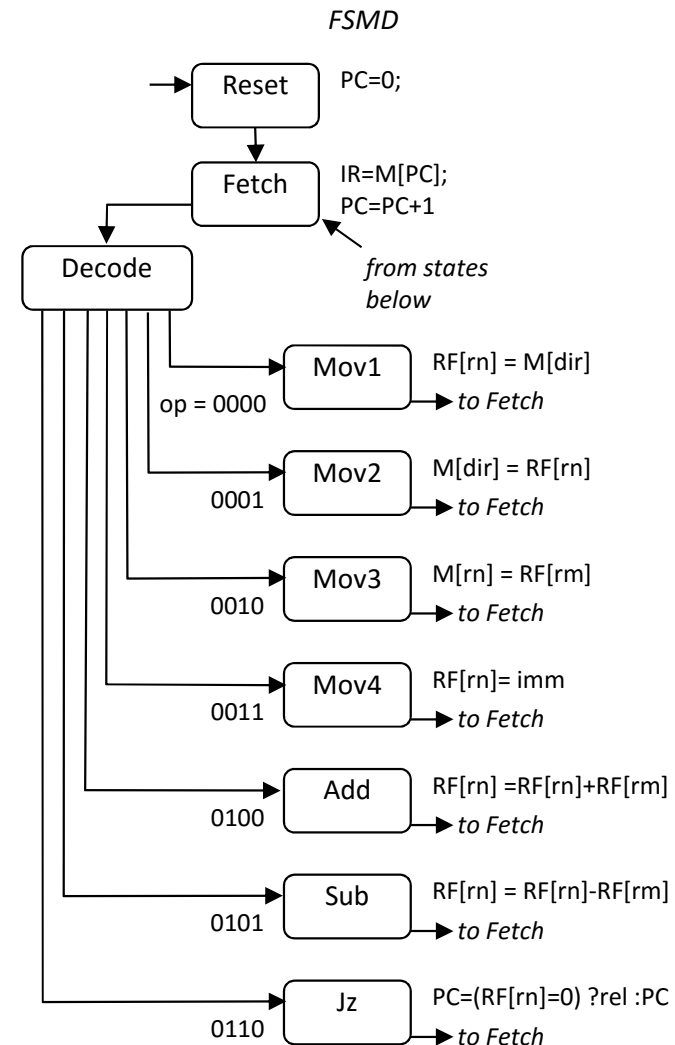 FSMD
Reset
PC=0;
Fetch
IR=M[PC];
PC=PC+1
Decode
from states
below
Mov1
RF[rn] = M[dir]
op = 0000
to Fetch
Mov2
M[dir] = RF[rn]
0001
to Fetch
Mov3
M[rn] = RF[rm]
0010
to Fetch
Mov4
RF[rn]= imm
0011
to Fetch
Add
RF[rn] =RF[rn]+RF[rm]
0100
to Fetch
Sub
RF[rn] = RF[rn]-RF[rm]
0101
to Fetch
Jz
PC=(RF[rn]=0) ?rel :PC
0110
to Fetch